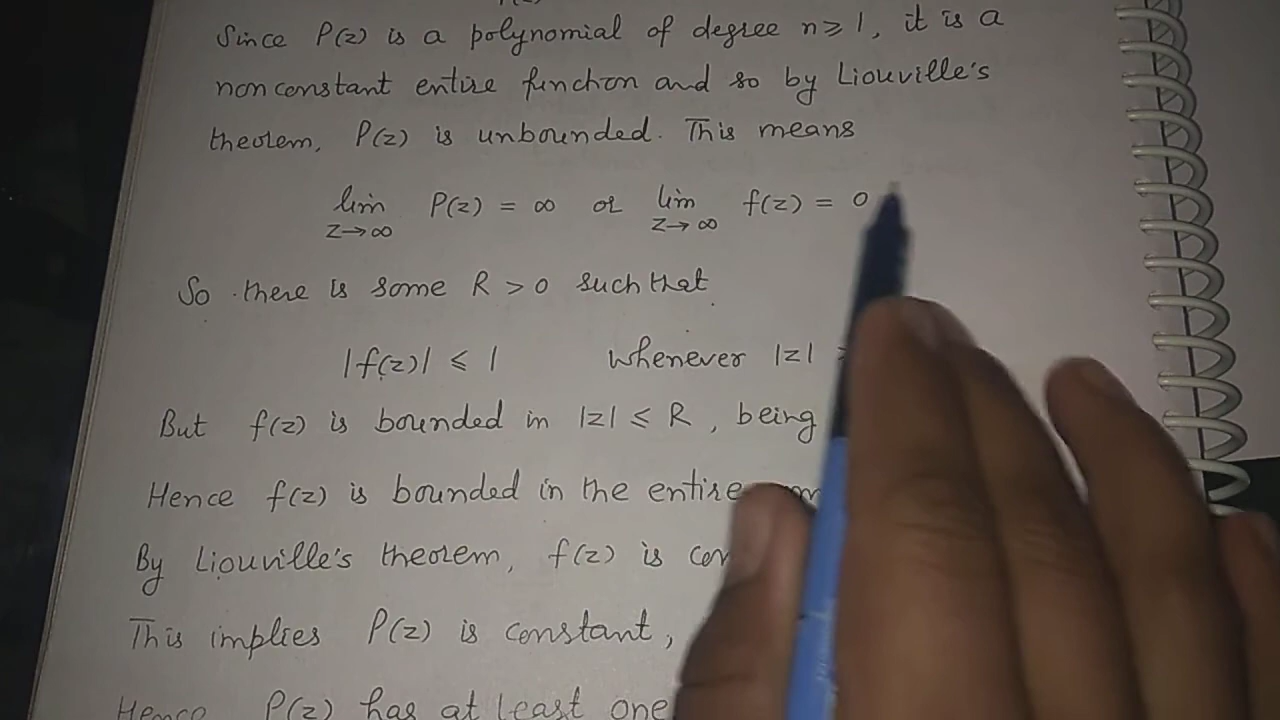 Since P(z) is a polynomial of degree n ≥ 1, it is a
non constant entire function and so by Liouville's
theorem, P(z) is unbounded. This means
lim z→∞ P(z) = ∞ or lim z→∞ f(z) = 0
So there is some R > 0 such that
|f(z)| ≤ 1 whenever |z|
But f(z) is bounded in |z| ≤ R, being
Hence f(z) is bounded in the entire
By Liouville's theorem, f(z) is
This implies P(z) is constant,
Hence P(z) has at least one